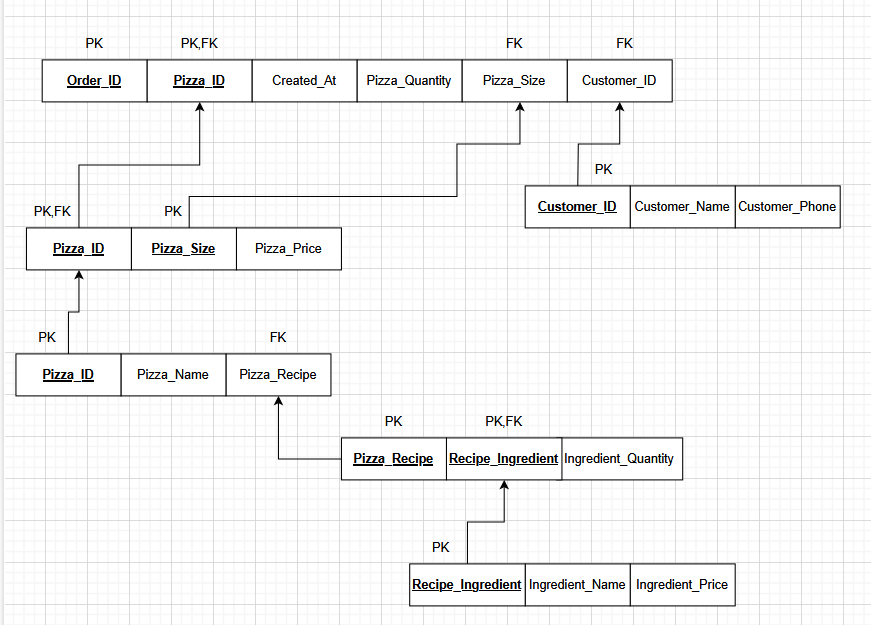 PK PK,FK FK FK
Order_ID Pizza_ID Created_At Pizza_Quantity Pizza_Size Customer_ID
PK
Customer_ID Customer_Name Customer_Phone
PK,FK PK
Pizza_ID Pizza_Size Pizza_Price
PK FK
Pizza_ID Pizza_Name Pizza_Recipe
PK PK,FK
Pizza_Recipe Recipe_Ingredient Ingredient_Quantity
PK
Recipe_Ingredient Ingredient_Name Ingredient_Price